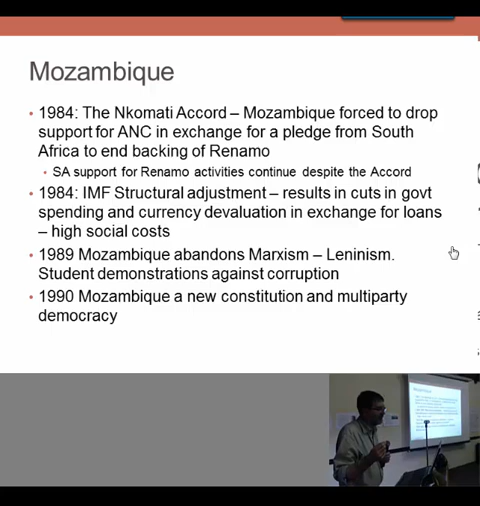 Mozambique
• 1984: The Nkomati Accord – Mozambique forced to drop
support for ANC in exchange for a pledge from South
Africa to end backing of Renamo
• SA support for Renamo activities continue despite the Accord
• 1984: IMF Structural adjustment – results in cuts in govt
spending and currency devaluation in exchange for loans
– high social costs
• 1989 Mozambique abandons Marxism – Leninism.
Student demonstrations against corruption
• 1990 Mozambique a new constitution and multiparty
democracy